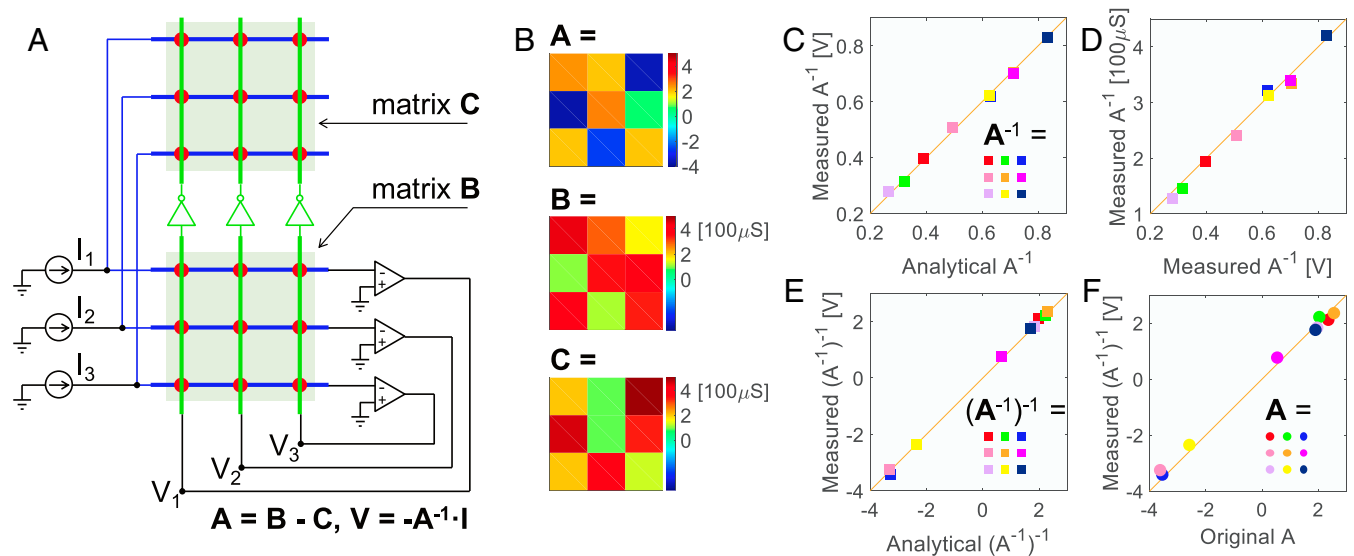 A
matrix C
matrix B
I1
I2
I3
-
+
-
+
-
+
V3
V2
V1
A = B - C, V = -A⁻¹·I
B
A =
4
2
0
-2
-4
B =
4 [100μS]
2
0
C =
4 [100μS]
2
0
C
Measured A⁻¹ [V]
0.8
0.6
0.4
0.2
A⁻¹ =
0.2 0.4 0.6 0.8
Analytical A⁻¹
D
Measured A⁻¹ [100μS]
4
3
2
1
0.2 0.4 0.6 0.8
Measured A⁻¹ [V]
E
Measured (A⁻¹)⁻¹ [V]
2
0
-2
-4
(A⁻¹)⁻¹ =
-4 -2 0 2
Analytical (A⁻¹)⁻¹
F
Measured (A⁻¹)⁻¹ [V]
2
0
-2
-4
A =
-4 -2 0 2
Original A